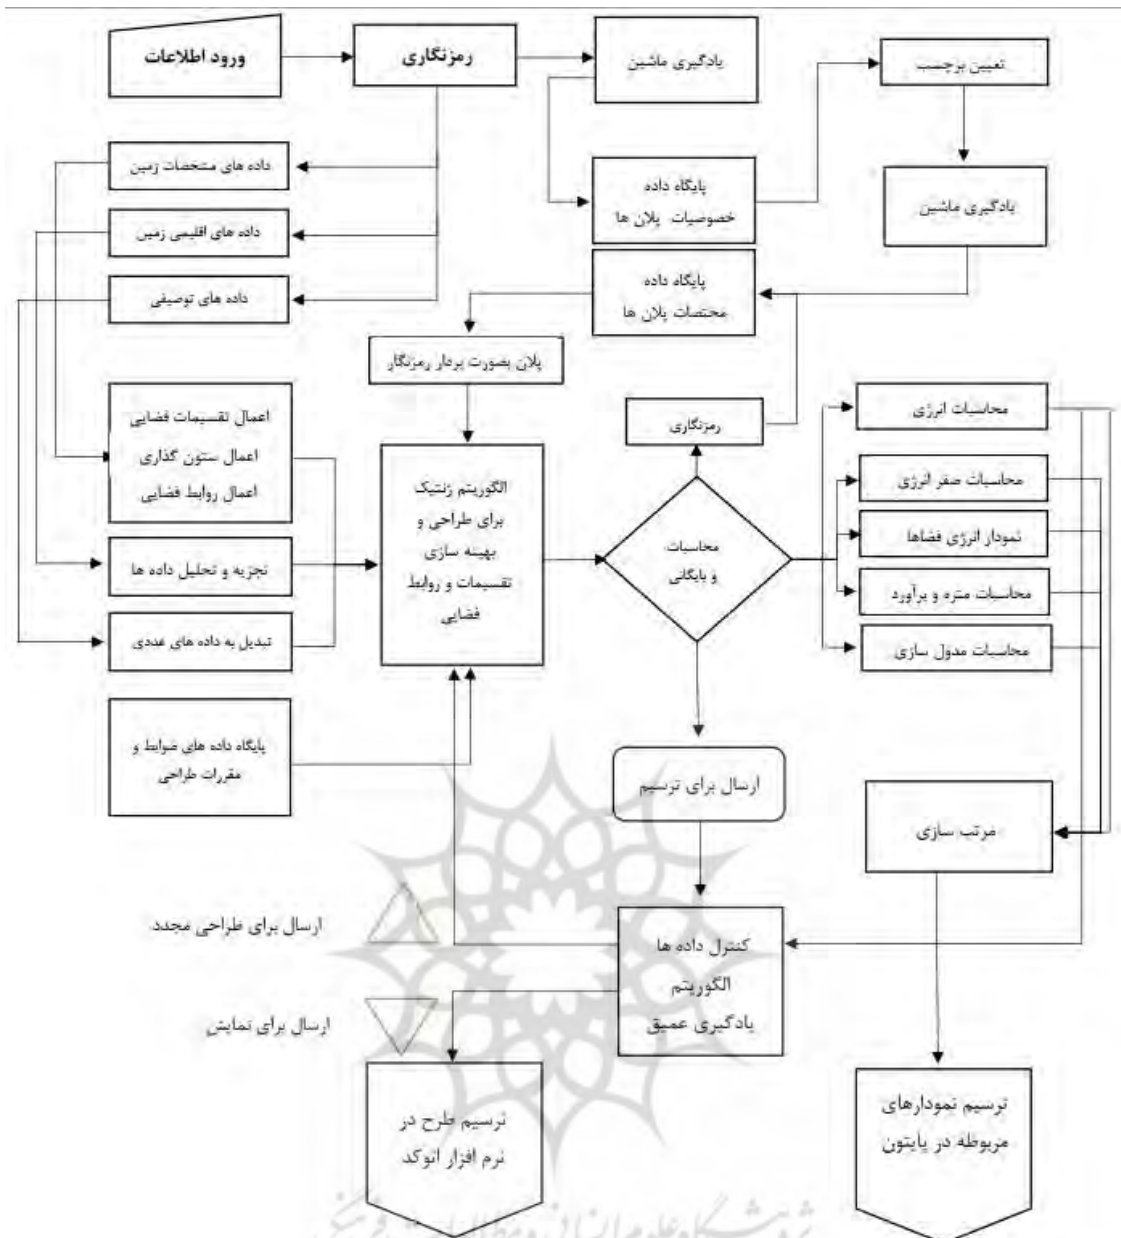 ورود اطلاعات
رمزنگاری
یادگیری ماشین
تعیین برچسب
داده های مشخصات زمین
پایگاه داده
خصوصیات پلان ها
یادگیری ماشین
داده های اقلیمی زمین
داده های توصیفی
پایگاه داده
مختصات پلان ها
پلان بصورت بردار رمزنگار
اعمال تقسیمات فضایی
اعمال ستون گذاری
اعمال روابط فضایی
رمزنگاری
محاسبات انرژی
الگوریتم ژنتیک
برای طراحی و
بهینه سازی
تقسیمات و روابط
فضایی
محاسبات
و بایگانی
محاسبات صفر انرژی
نمودار انرژی فضاها
محاسبات متره و برآورد
محاسبات مدول سازی
تجزیه و تحلیل داده ها
تبدیل به داده های عددی
پایگاه داده های ضوابط و
مقررات طراحی
ارسال برای ترسیم
مرتب سازی
ارسال برای طراحی مجدد
کنترل داده ها
الگوریتم
یادگیری عمیق
ارسال برای نمایش
ترسیم طرح در
نرم افزار اتوکد
ترسیم نمودارهای
مربوطه در پایتون
پژوهشگاه علوم انسانی و مطالعات فرهنگی